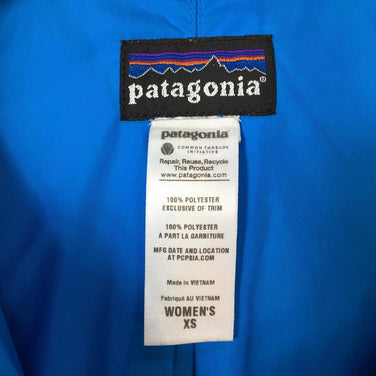 patagonia®
patagonia
COMMON THREADS
INITIATIVE
Repair, Reuse, Recycle
This Product
www.patagonia.com
100% POLYESTER
EXCLUSIVE OF TRIM
100% POLYESTER
A PART LA GARNITURE
MFG DATE AND LOCATION
AT PCPSIA.COM
Made in VIETNAM
Fabriqué AU VIETNAM
WOMEN'S
XS